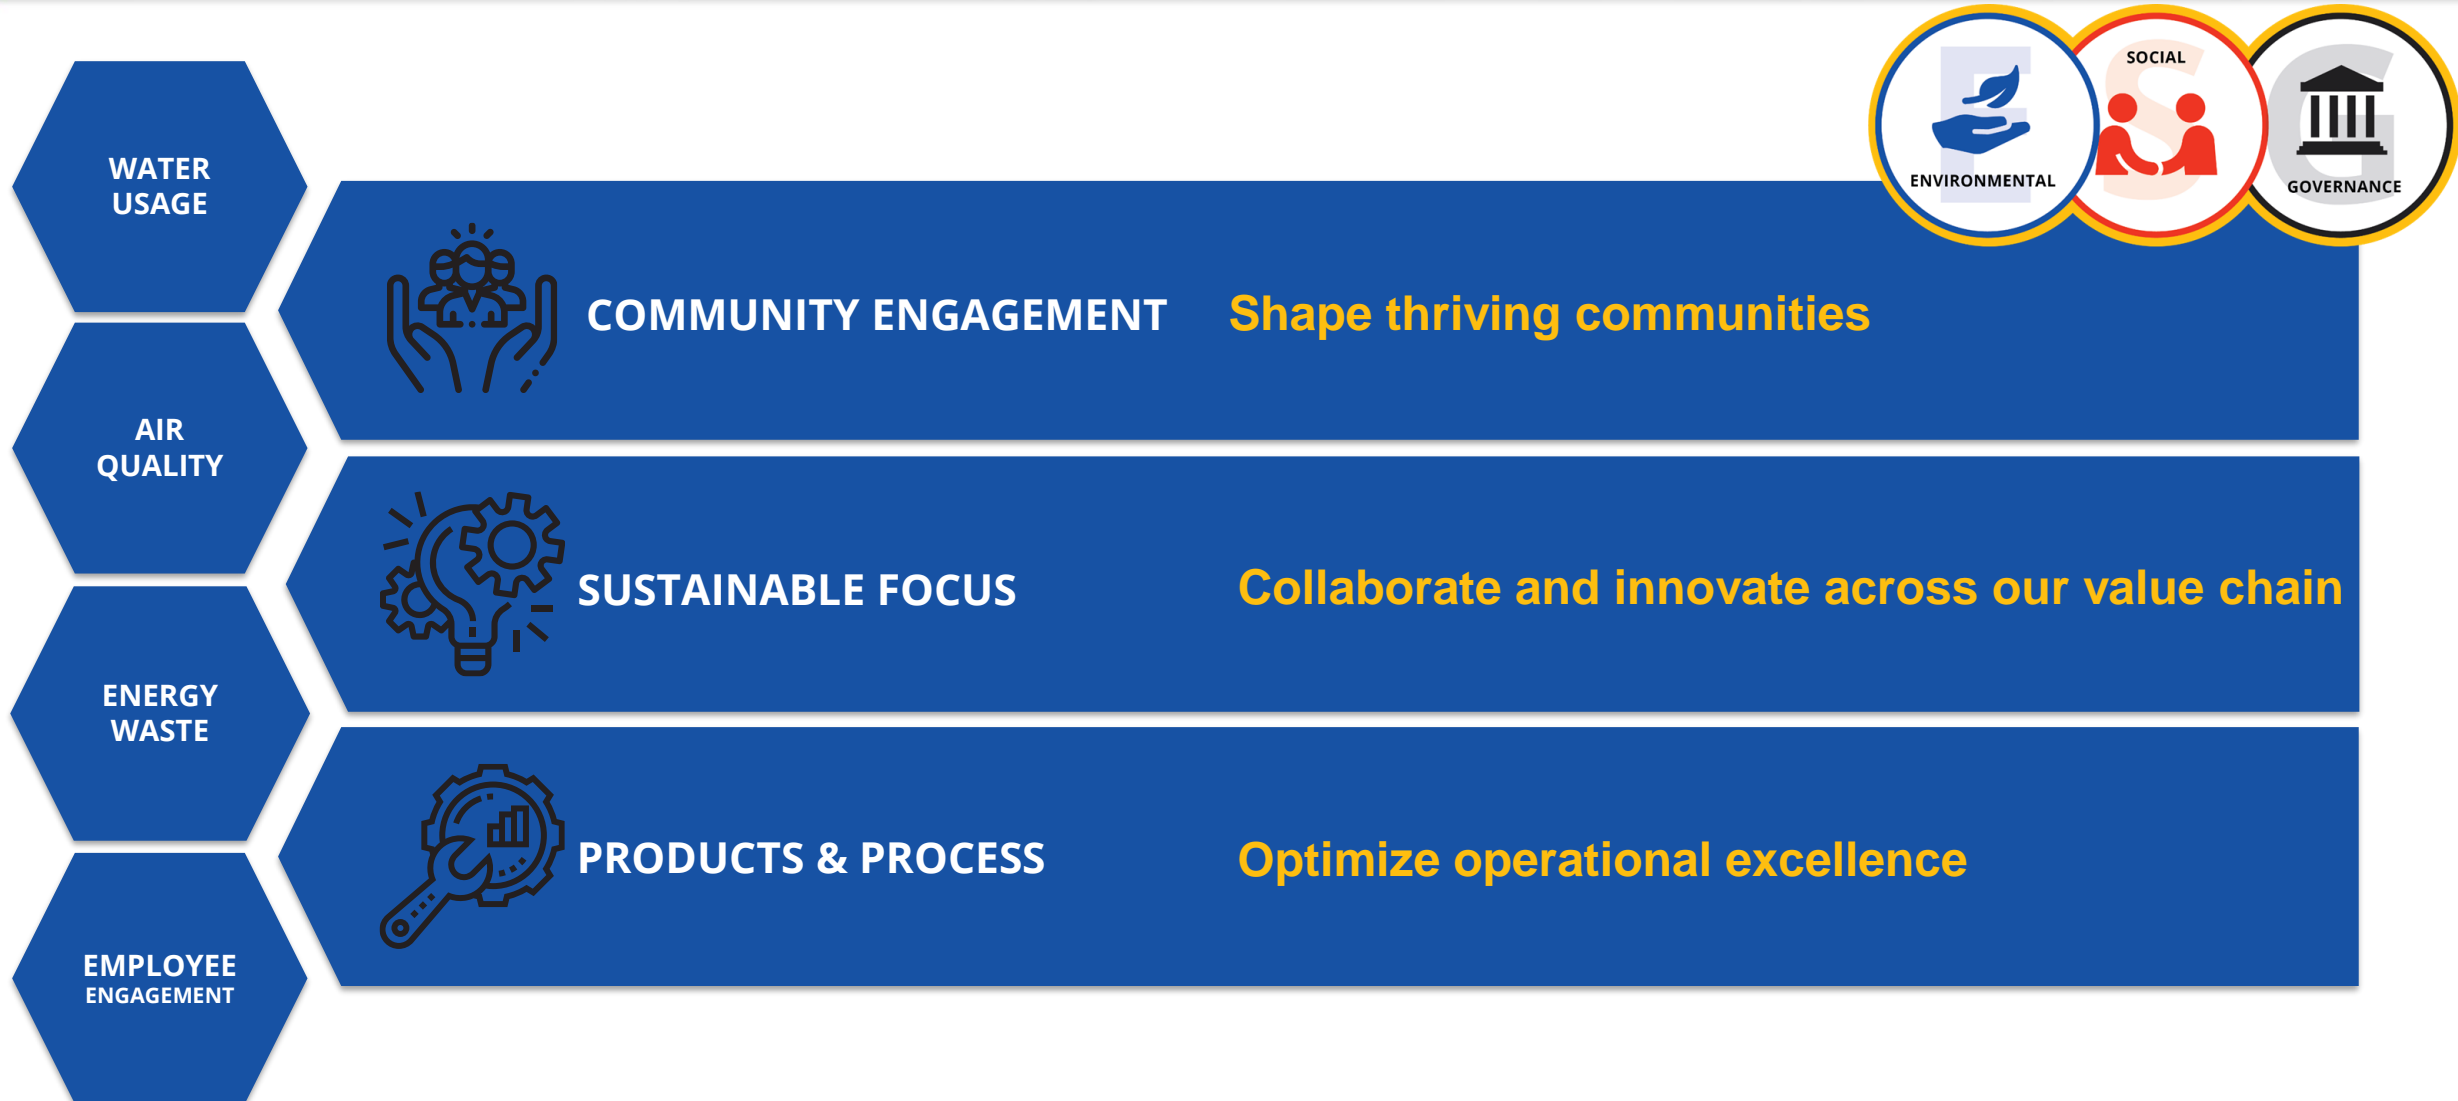 WATER
USAGE
AIR
QUALITY
ENERGY
WASTE
EMPLOYEE
ENGAGEMENT
ENVIRONMENTAL
SOCIAL
GOVERNANCE
COMMUNITY ENGAGEMENT Shape thriving communities
SUSTAINABLE FOCUS Collaborate and innovate across our value chain
PRODUCTS & PROCESS Optimize operational excellence